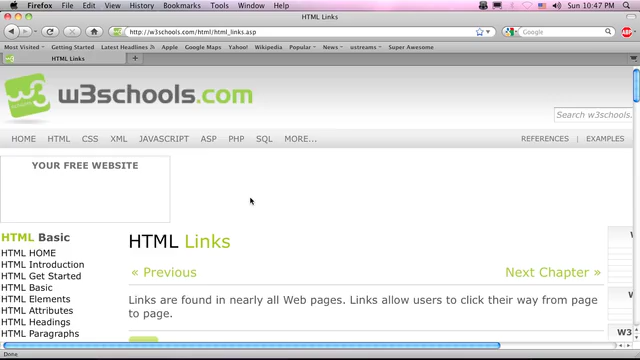 Firefox File Edit View History Bookmarks Tools Window Help Sun 10:47 PM
HTML Links
http://w3schools.com/html/html_links.asp
Google
ABP
Most Visited Getting Started Latest Headlines Apple Google Maps Yahoo! Wikipedia Popular News ustreams Super Awesome
HTML Links
w3schools.com
Search w3schools.
HOME HTML CSS XML JAVASCRIPT ASP PHP SQL MORE... REFERENCES | EXAMPLES
YOUR FREE WEBSITE
HTML Basic
HTML HOME
HTML Introduction
HTML Get Started
HTML Basic
HTML Elements
HTML Attributes
HTML Headings
HTML Paragraphs
HTML Links
« Previous Next Chapter »
Links are found in nearly all Web pages. Links allow users to click their way from page
to page.
W
W
W3
Done